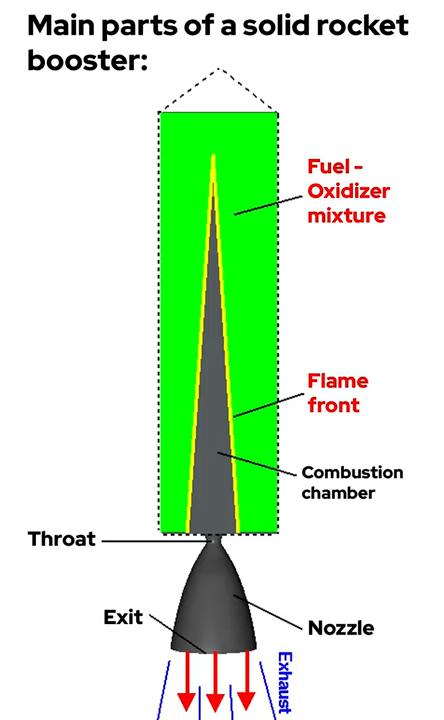 Main parts of a solid rocket
booster:
Fuel -
Oxidizer
mixture
Flame
front
Combustion
chamber
Throat
Exit
Nozzle
Exhaust